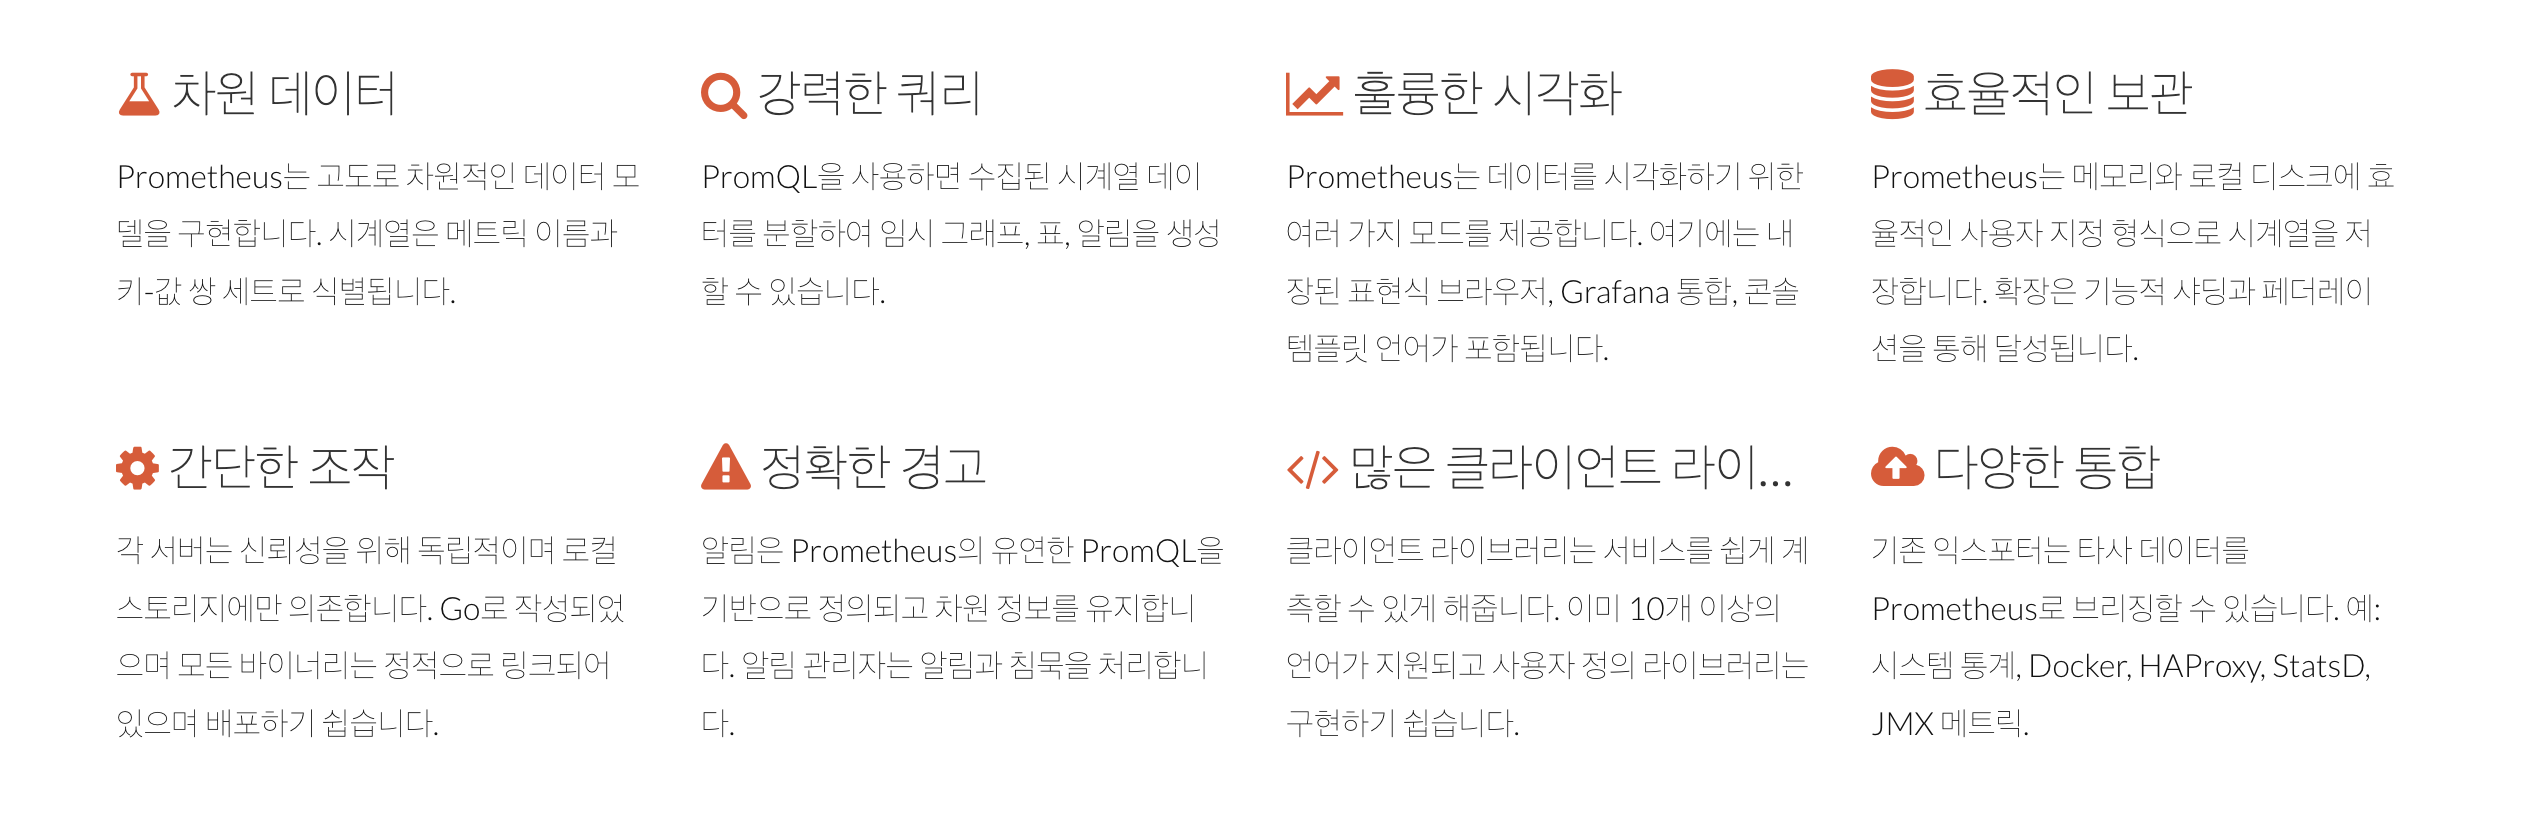 차원 데이터
Prometheus는 고도로 차원적인 데이터 모
델을 구현합니다. 시계열은 메트릭 이름과
키-값 쌍 세트로 식별됩니다.
강력한 쿼리
PromQL을 사용하면 수집된 시계열 데이
터를 분할하여 임시 그래프, 표, 알림을 생성
할 수 있습니다.
훌륭한 시각화
Prometheus는 데이터를 시각화하기 위한
여러 가지 모드를 제공합니다. 여기에는 내
장된 표현식 브라우저, Grafana 통합, 콘솔
템플릿 언어가 포함됩니다.
효율적인 보관
Prometheus는 메모리와 로컬 디스크에 효
율적인 사용자 지정 형식으로 시계열을 저
장합니다. 확장은 기능적 샤딩과 페더레이
션을 통해 달성됩니다.
간단한 조작
각 서버는 신뢰성을 위해 독립적이며 로컬
스토리지에만 의존합니다. Go로 작성되었
으며 모든 바이너리는 정적으로 링크되어
있으며 배포하기 쉽습니다.
정확한 경고
알림은 Prometheus의 유연한 PromQL을
기반으로 정의되고 차원 정보를 유지합니
다. 알림 관리자는 알림과 침묵을 처리합니
다.
많은 클라이언트 라이...
클라이언트 라이브러리는 서비스를 쉽게 계
측할 수 있게 해줍니다. 이미 10개 이상의
언어가 지원되고 사용자 정의 라이브러리는
구현하기 쉽습니다.
다양한 통합
기존 익스포터는 타사 데이터를
Prometheus로 브리징할 수 있습니다. 예:
시스템 통계, Docker, HAProxy, StatsD,
JMX 메트릭.